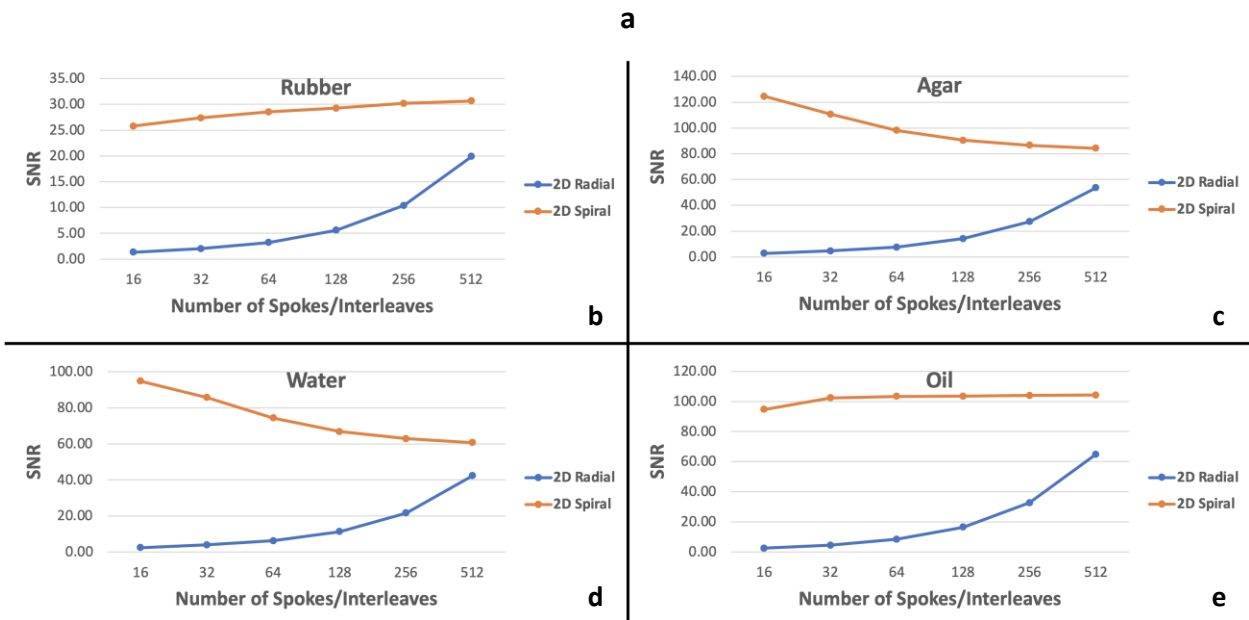 a
Rubber
35.00
30.00
25.00
20.00
15.00
10.00
5.00
0.00
SNR
16 32 64 128 256 512
Number of Spokes/Interleaves
2D Radial
2D Spiral
b
Agar
140.00
120.00
100.00
80.00
60.00
40.00
20.00
0.00
SNR
16 32 64 128 256 512
Number of Spokes/Interleaves
2D Radial
2D Spiral
c
Water
100.00
80.00
60.00
40.00
20.00
0.00
SNR
16 32 64 128 256 512
Number of Spokes/Interleaves
2D Radial
2D Spiral
d
Oil
120.00
100.00
80.00
60.00
40.00
20.00
0.00
SNR
16 32 64 128 256 512
Number of Spokes/Interleaves
2D Radial
2D Spiral
e